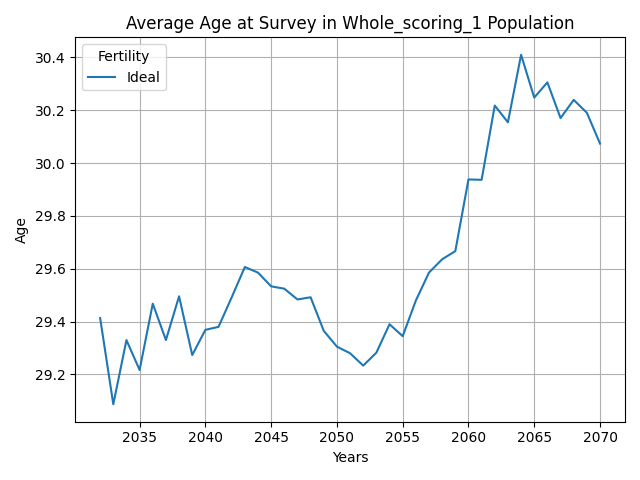 Average Age at Survey in Whole_scoring_1 Population
Fertility
Ideal
30.4
30.2
30.0
29.8
29.6
29.4
29.2
Age
2035 2040 2045 2050 2055 2060 2065 2070
Years